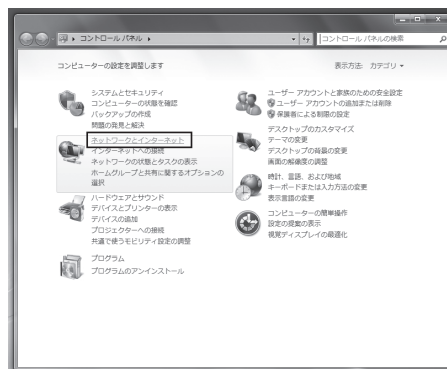 コントロール パネル
コントロール パネルの検索
コンピューターの設定を調整します
表示方法: カテゴリ
システムとセキュリティ
コンピューターの状態を確認
バックアップの作成
問題の発見と解決
ネットワークとインターネット
インターネットへの接続
ネットワークの状態とタスクの表示
ホームグループと共有に関するオプションの
選択
ハードウェアとサウンド
デバイスとプリンターの表示
デバイスの追加
プロジェクターへの接続
共通で使うモビリティ設定の調整
プログラム
プログラムのアンインストール
ユーザー アカウントと家族のための安全設定
ユーザー アカウントの追加または削除
保護者による制限の設定
デスクトップのカスタマイズ
テーマの変更
デスクトップの背景の変更
画面の解像度の調整
時計、言語、および地域
キーボードまたは入力方法の変更
表示言語の変更
コンピューターの簡単操作
設定の提案の表示
視覚ディスプレイの最適化